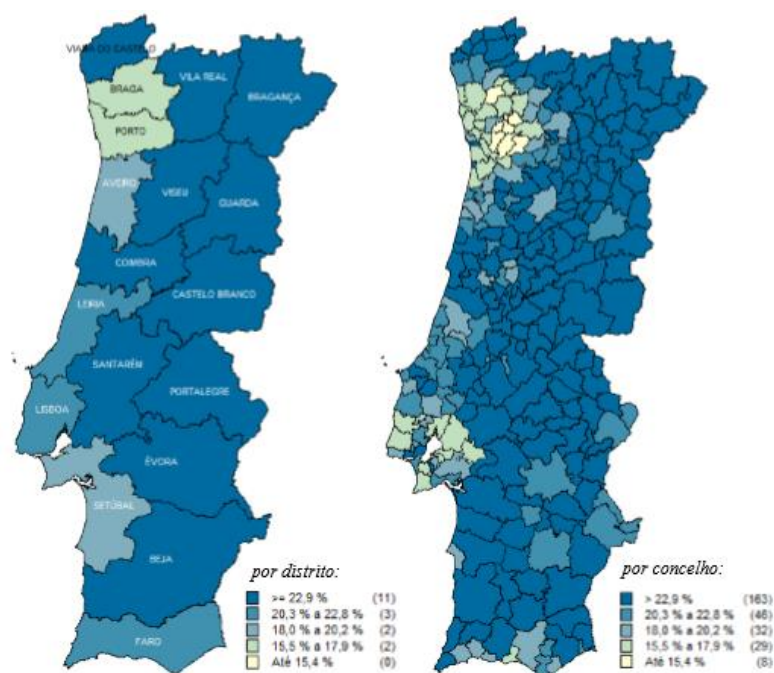 VIANA DO CASTELO
BRAGA
VILA REAL
BRAGANÇA
PORTO
AVEIRO
VISEU
GUARDA
COIMBRA
CASTELO BRANCO
LEIRIA
SANTARÉM
PORTALEGRE
LISBOA
ÉVORA
SETÚBAL
BEJA
FARO
por distrito:
>= 22,9 % (11)
20,3 % a 22,8 % (3)
18,0 % a 20,2 % (2)
15,5 % a 17,9 % (2)
Até 15,4 % (0)
por concelho:
> 22,9 % (163)
20,3 % a 22,8 % (46)
18,0 % a 20,2 % (32)
15,5 % a 17,9 % (29)
Até 15,4 % (8)